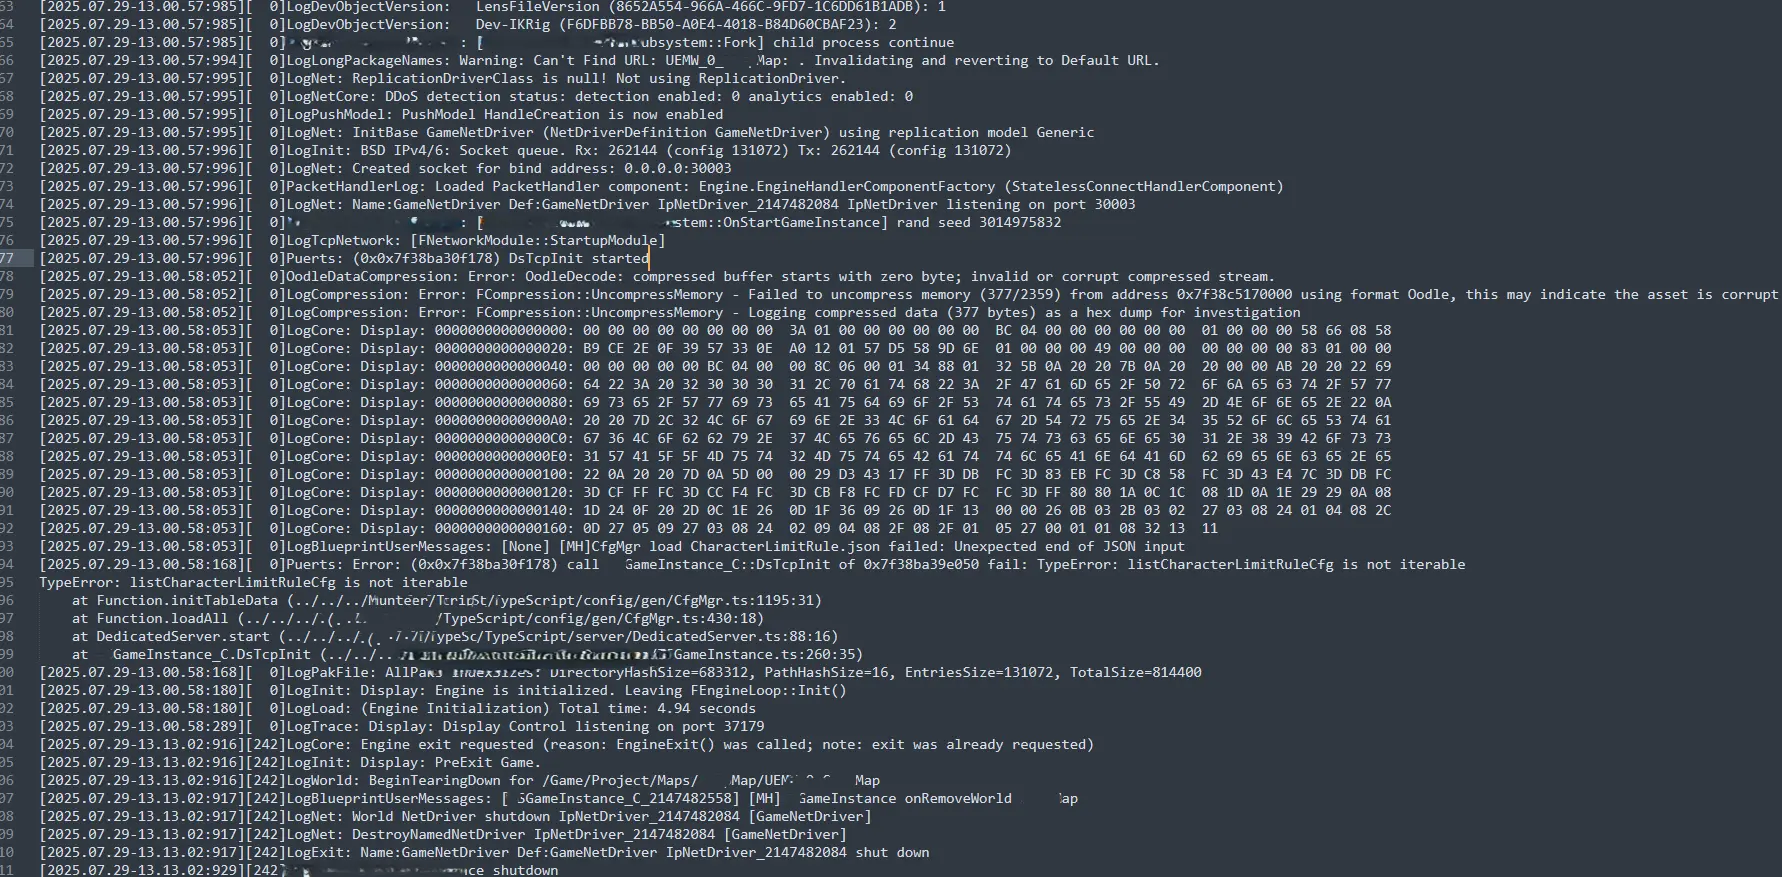 63 [2025.07.29-13.00.57:985][  0]LogDevObjectVersion:   LensFileVersion (8652A554-966A-466C-9FD7-1C6DD61B1ADB): 1
64 [2025.07.29-13.00.57:985][  0]LogDevObjectVersion:   Dev-IKRig (F6DFBB78-BB50-A0E4-4018-B84D60CBAF23): 2
65 [2025.07.29-13.00.57:985][  0] : [ ubsystem::Fork] child process continue
66 [2025.07.29-13.00.57:994][  0]LogLongPackageNames: Warning: Can't Find URL: UEMW_0_ Map: . Invalidating and reverting to Default URL.
67 [2025.07.29-13.00.57:995][  0]LogNet: ReplicationDriverClass is null! Not using ReplicationDriver.
68 [2025.07.29-13.00.57:995][  0]LogNetCore: DDoS detection status: detection enabled: 0 analytics enabled: 0
69 [2025.07.29-13.00.57:995][  0]LogPushModel: PushModel HandleCreation is now enabled
70 [2025.07.29-13.00.57:995][  0]LogNet: InitBase GameNetDriver (NetDriverDefinition GameNetDriver) using replication model Generic
71 [2025.07.29-13.00.57:996][  0]LogInit: BSD IPv4/6: Socket queue. Rx: 262144 (config 131072) Tx: 262144 (config 131072)
72 [2025.07.29-13.00.57:996][  0]LogNet: Created socket for bind address: 0.0.0.0:30003
73 [2025.07.29-13.00.57:996][  0]PacketHandlerLog: Loaded PacketHandler component: Engine.EngineHandlerComponentFactory (StatelessConnectHandlerComponent)
74 [2025.07.29-13.00.57:996][  0]LogNet: Name:GameNetDriver Def:GameNetDriver IpNetDriver_2147482084 IpNetDriver listening on port 30003
75 [2025.07.29-13.00.57:996][  0] : [ stem::OnStartGameInstance] rand seed 3014975832
76 [2025.07.29-13.00.57:996][  0]LogTcpNetwork: [FNetworkModule::StartupModule]
77 [2025.07.29-13.00.57:996][  0]Puerts: (0x0x7f38ba30f178) DsTcpInit started
78 [2025.07.29-13.00.58:052][  0]OodleDataCompression: Error: OodleDecode: compressed buffer starts with zero byte; invalid or corrupt compressed stream.
79 [2025.07.29-13.00.58:052][  0]LogCompression: Error: FCompression::UncompressMemory - Failed to uncompress memory (377/2359) from address 0x7f38c5170000 using format Oodle, this may indicate the asset is corrupt
80 [2025.07.29-13.00.58:052][  0]LogCompression: Error: FCompression::UncompressMemory - Logging compressed data (377 bytes) as a hex dump for investigation
81 [2025.07.29-13.00.58:053][  0]LogCore: Display: 0000000000000000: 00 00 00 00 00 00 00 00  3A 01 00 00 00 00 00 00  BC 04 00 00 00 00 00 00  01 00 00 00 58 66 08 58
82 [2025.07.29-13.00.58:053][  0]LogCore: Display: 0000000000000020: B9 CE 2E 0F 39 57 33 0E  A0 12 01 57 D5 58 9D 6E  01 00 00 00 49 00 00 00  00 00 00 00 83 01 00 00
83 [2025.07.29-13.00.58:053][  0]LogCore: Display: 0000000000000040: 00 00 00 00 BC 04 00 00  00 8C 06 00 01 34 88 01  32 5B 0A 20 20 7B 0A 20  20 00 00 AB 20 20 22 69
84 [2025.07.29-13.00.58:053][  0]LogCore: Display: 0000000000000060: 64 22 3A 20 32 30 30 30  31 2C 70 61 74 68 22 3A  2F 47 61 6D 65 2F 50 72  6F 6A 65 63 74 2F 57 77
85 [2025.07.29-13.00.58:053][  0]LogCore: Display: 0000000000000080: 69 73 65 2F 57 77 69 73  65 41 75 64 69 6F 2F 53  74 61 74 65 73 2F 55 49  2D 4E 6F 6E 65 2E 22 0A
86 [2025.07.29-13.00.58:053][  0]LogCore: Display: 00000000000000A0: 20 20 7D 2C 32 4C 6F 67  69 6E 2E 33 4C 6F 61 64  67 2D 54 72 75 65 2E 34  35 52 6F 6C 65 53 74 61
87 [2025.07.29-13.00.58:053][  0]LogCore: Display: 00000000000000C0: 67 36 4C 6F 62 62 79 2E  37 4C 65 76 65 6C 2D 43  75 74 73 63 65 6E 65 30  31 2E 38 39 42 6F 73 73
88 [2025.07.29-13.00.58:053][  0]LogCore: Display: 00000000000000E0: 31 57 41 5F 5F 4D 75 74  32 4D 75 74 65 42 61 74  74 6C 65 41 6E 64 41 6D  62 69 65 6E 63 65 2E 65
89 [2025.07.29-13.00.58:053][  0]LogCore: Display: 0000000000000100: 22 0A 20 20 7D 0A 5D 00  00 29 D3 43 17 FF 3D DB  FC 3D 83 EB FC 3D C8 58  FC 3D 43 E4 7C 3D DB FC
90 [2025.07.29-13.00.58:053][  0]LogCore: Display: 0000000000000120: 3D CF FF FC 3D CC F4 FC  3D CB F8 FC FD CF D7 FC  FC 3D FF 80 80 1A 0C 1C  08 1D 0A 1E 29 29 0A 08
91 [2025.07.29-13.00.58:053][  0]LogCore: Display: 0000000000000140: 1D 24 0F 20 2D 0C 1E 26  0D 1F 36 09 26 0D 1F 13  00 00 26 0B 03 2B 03 02  27 03 08 24 01 04 08 2C
92 [2025.07.29-13.00.58:053][  0]LogCore: Display: 0000000000000160: 0D 27 05 09 27 03 08 24  02 09 04 08 2F 08 2F 01  05 27 00 01 01 08 32 13  11
93 [2025.07.29-13.00.58:053][  0]LogBlueprintUserMessages: [None] [MH]CfgMgr load CharacterLimitRule.json failed: Unexpected end of JSON input
94 [2025.07.29-13.00.58:168][  0]Puerts: Error: (0x0x7f38ba30f178) call GameInstance_C::DsTcpInit of 0x7f38ba39e050 fail: TypeError: listCharacterLimitRuleCfg is not iterable
95 TypeError: listCharacterLimitRuleCfg is not iterable
96     at Function.initTableData (../../../ /TypeScript/config/gen/CfgMgr.ts:1195:31)
97     at Function.loadAll (../../../ /TypeScript/config/gen/CfgMgr.ts:430:18)
98     at DedicatedServer.start (../../../ /TypeScript/server/DedicatedServer.ts:88:16)
99     at GameInstance_C.DsTcpInit (../../.. GameInstance.ts:260:35)
00 [2025.07.29-13.00.58:168][  0]LogPakFile: AllPaks IndexSizes: DirectoryHashSize=683312, PathHashSize=16, EntriesSize=131072, TotalSize=814400
01 [2025.07.29-13.00.58:180][  0]LogInit: Display: Engine is initialized. Leaving FEngineLoop::Init()
02 [2025.07.29-13.00.58:180][  0]LogLoad: (Engine Initialization) Total time: 4.94 seconds
03 [2025.07.29-13.00.58:289][  0]LogTrace: Display: Display Control listening on port 37179
04 [2025.07.29-13.13.02:916][242]LogCore: Engine exit requested (reason: EngineExit() was called; note: exit was already requested)
05 [2025.07.29-13.13.02:916][242]LogInit: Display: PreExit Game.
06 [2025.07.29-13.13.02:916][242]LogWorld: BeginTearingDown for /Game/Project/Maps/ Map/UEM Map
07 [2025.07.29-13.13.02:917][242]LogBlueprintUserMessages: [ GameInstance_C_2147482558] [MH] GameInstance onRemoveWorld ap
08 [2025.07.29-13.13.02:917][242]LogNet: World NetDriver shutdown IpNetDriver_2147482084 [GameNetDriver]
09 [2025.07.29-13.13.02:917][242]LogNet: DestroyNamedNetDriver IpNetDriver_2147482084 [GameNetDriver]
10 [2025.07.29-13.13.02:917][242]LogExit: Name:GameNetDriver Def:GameNetDriver IpNetDriver_2147482084 shut down
11 [2025.07.29-13.13.02:929][242] shutdown